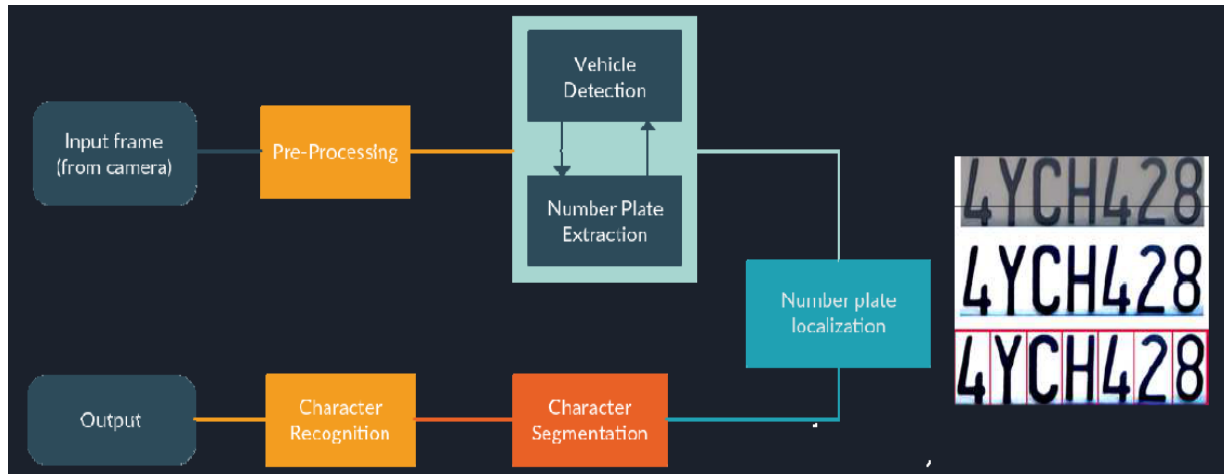 Vehicle
Detection
Input frame
(from camera)
Pre-Processing
Number Plate
Extraction
4YCH428
4YCH428
4YCH428
Number plate
localization
Output
Character
Recognition
Character
Segmentation